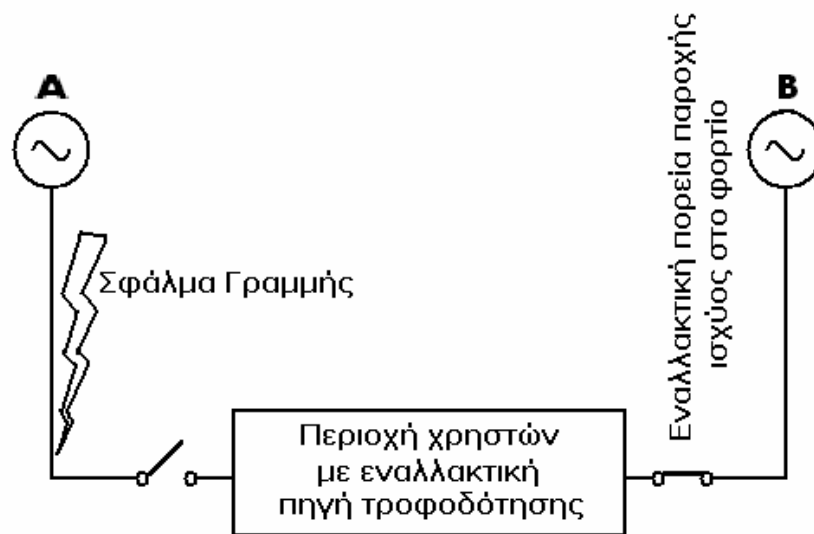 A
B
Σφάλμα Γραμμής
Εναλλακτική πορεία παροχής
ισχύος στο φορτίο
Περιοχή χρηστών
με εναλλακτική
πηγή τροφοδότησης